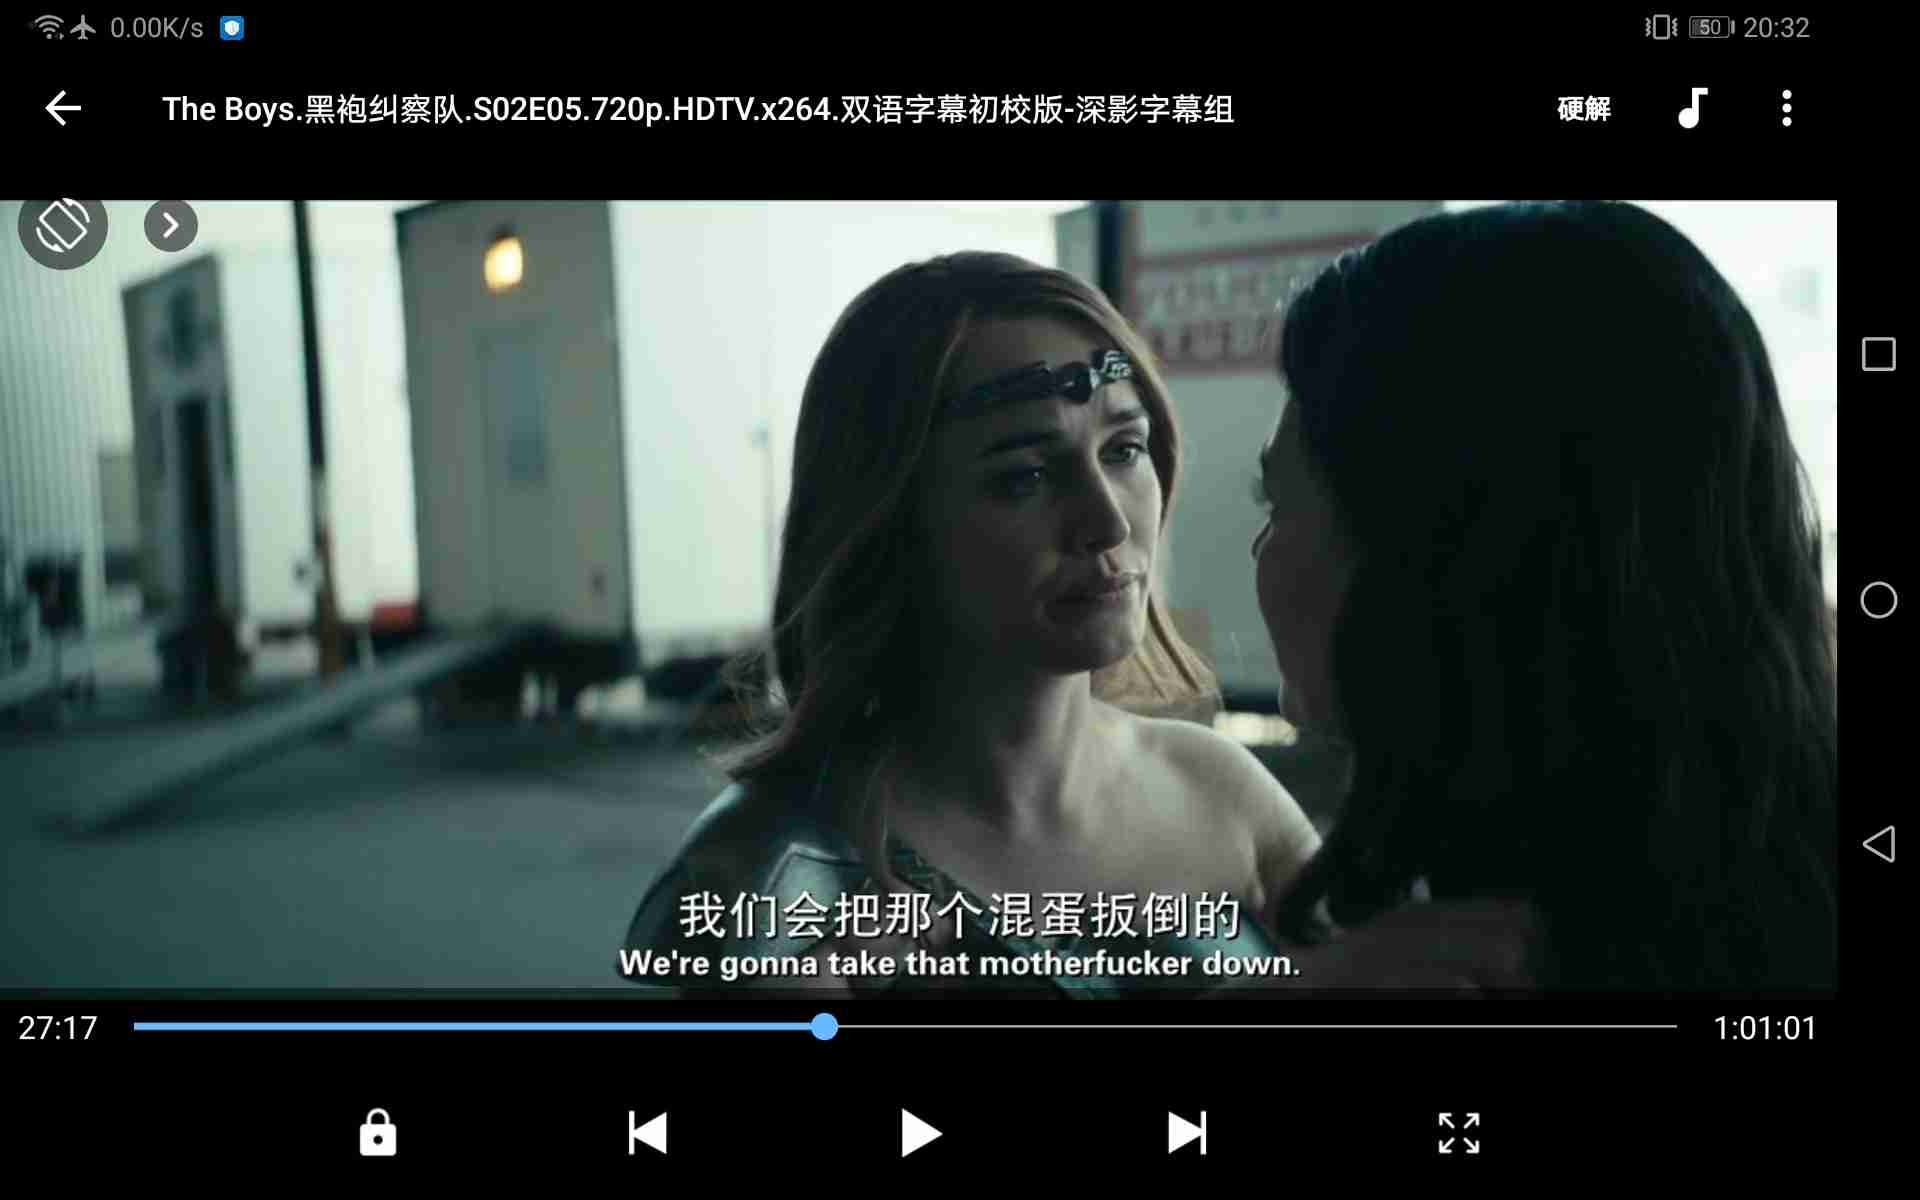 0.00K/s 50 20:32
The Boys.黑袍纠察队.S02E05.720p.HDTV.x264.双语字幕初校版-深影字幕组 硬解
我们会把那个混蛋扳倒的
We're gonna take that motherfucker down.
27:17 1:01:01